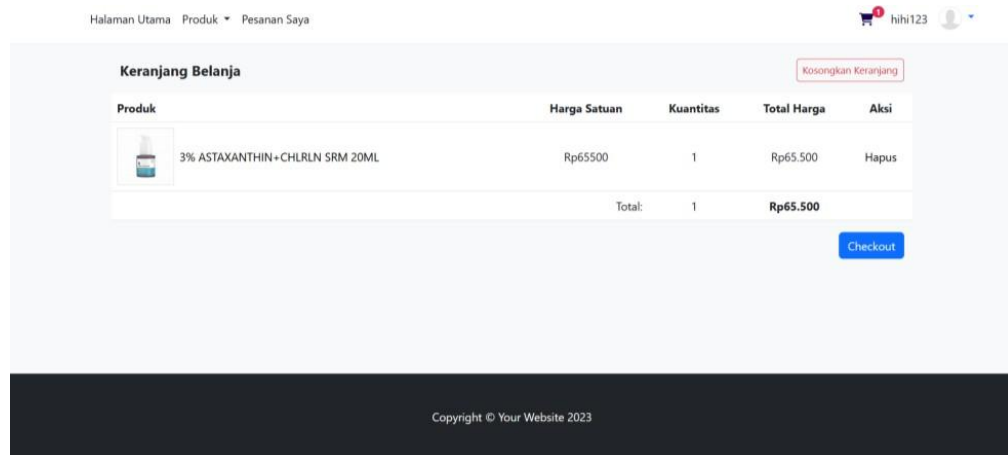 Halaman Utama Produk Pesanan Saya 1 hihi123
Keranjang Belanja Kosongkan Keranjang
Produk Harga Satuan Kuantitas Total Harga Aksi
3% ASTAXANTHIN+CHLRLN SRM 20ML Rp65500 1 Rp65.500 Hapus
Total: 1 Rp65.500
Checkout
Copyright © Your Website 2023